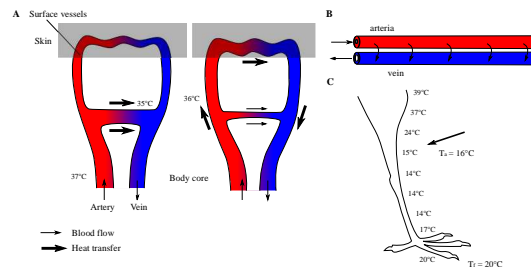 A
Surface vessels
Skin
35°C
37°C
Artery
Vein
36°C
Body core
Blood flow
Heat transfer
B
arteria
vein
C
39°C
37°C
24°C
15°C
Ta = 16°C
14°C
14°C
14°C
17°C
20°C
Tf = 20°C